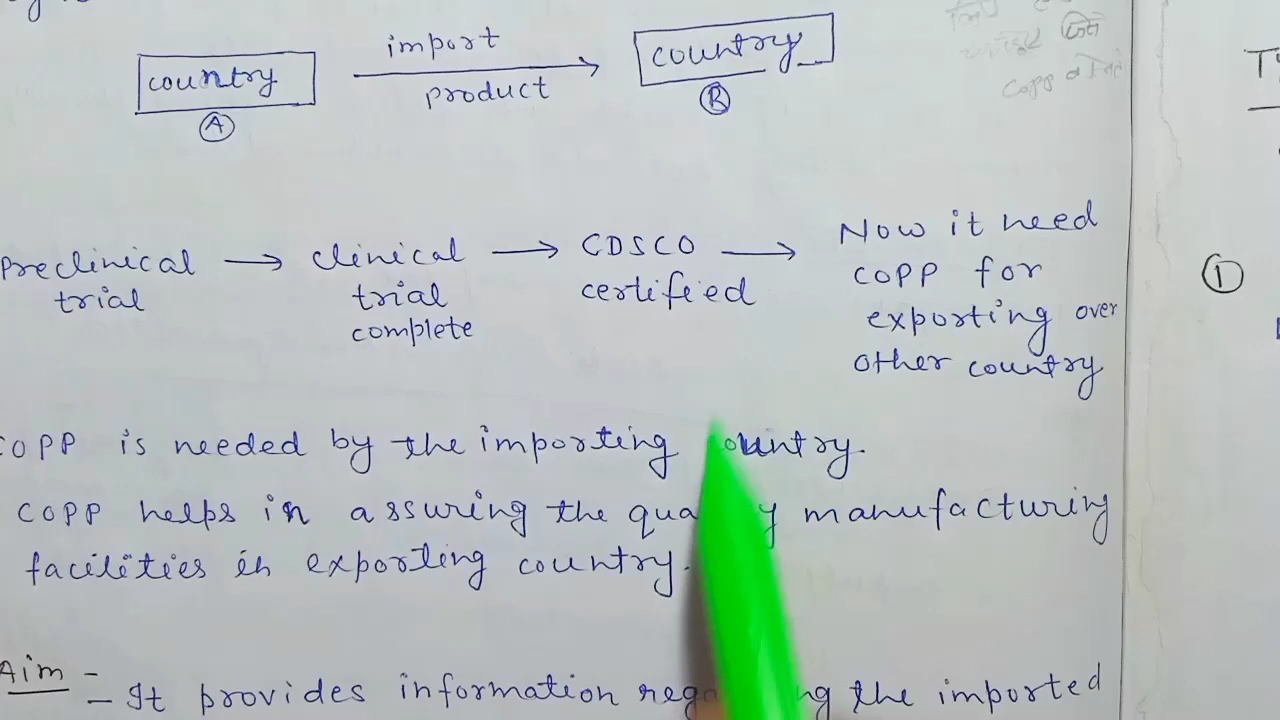 import
country
country
product
A
B
Preclinical → clinical → CDSCO → Now it need
trial trial certified COPP for
complete exporting over
other country
COPP is needed by the importing country.
COPP helps in assuring the manufacturing
facilities in exporting country.
Aim - It provides information the imported
1